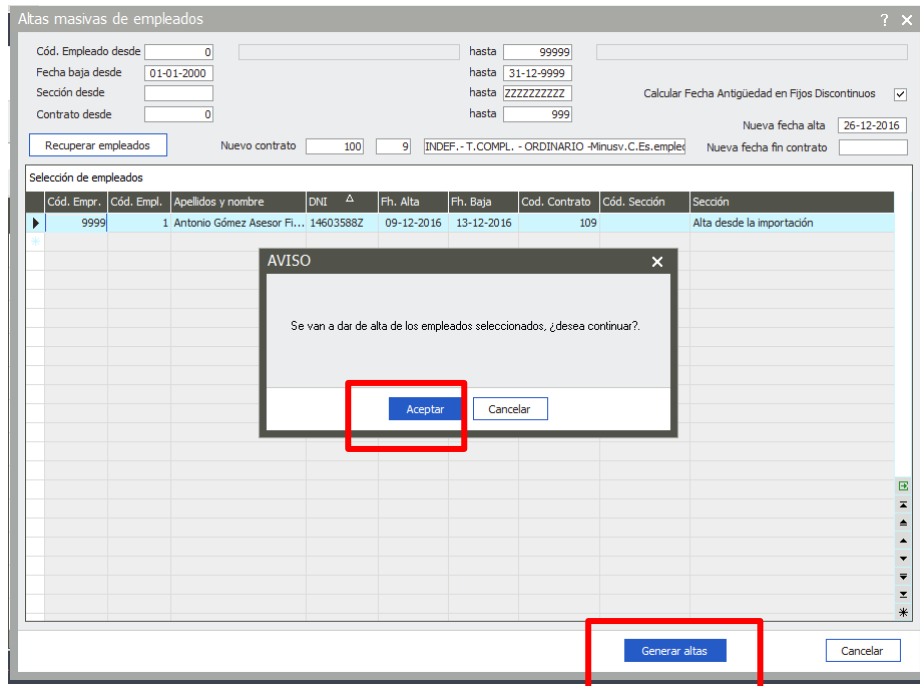 Altas masivas de empleados
Cód. Empleado desde 0 hasta 99999
Fecha baja desde 01-01-2000 hasta 31-12-9999
Sección desde hasta ZZZZZZZZZZ Calcular Fecha Antigüedad en Fijos Discontinuos
Contrato desde 0 hasta 999
Nueva fecha alta 26-12-2016
Recuperar empleados Nuevo contrato 100 9 INDEF.- T.COMPL. - ORDINARIO -Minusv.C.Es.emplec Nueva fecha fin contrato
Selección de empleados
Cód. Empr. Cód. Empl. Apellidos y nombre DNI Fh. Alta Fh. Baja Cod. Contrato Cód. Sección Sección
9999 1 Antonio Gómez Asesor Fi... 14603588Z 09-12-2016 13-12-2016 109 Alta desde la importación
AVISO
Se van a dar de alta de los empleados seleccionados, ¿desea continuar?.
Aceptar Cancelar
Generar altas Cancelar